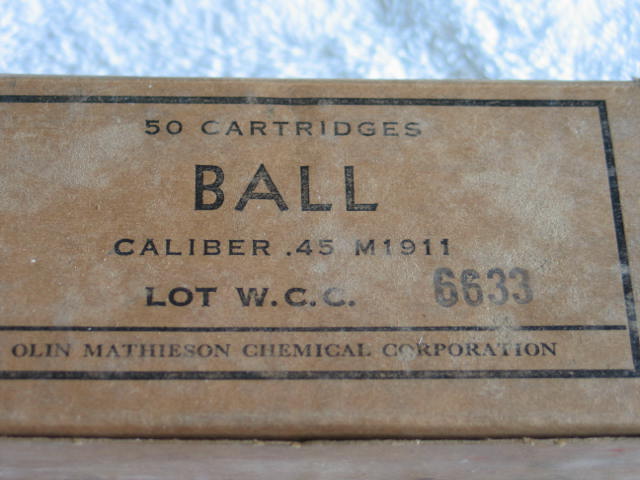 50 CARTRIDGES
BALL
CALIBER .45 M1911
LOT W.C.C. 6633
OLIN MATHIESON CHEMICAL CORPORATION